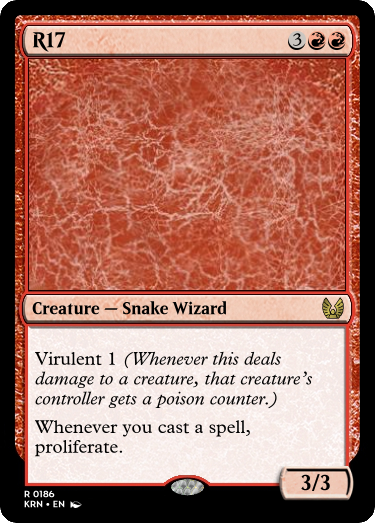 R17 3
Creature — Snake Wizard
Virulent 1 (Whenever this deals
damage to a creature, that creature's
controller gets a poison counter.)
Whenever you cast a spell,
proliferate.
3/3
R 0186
KRN • EN